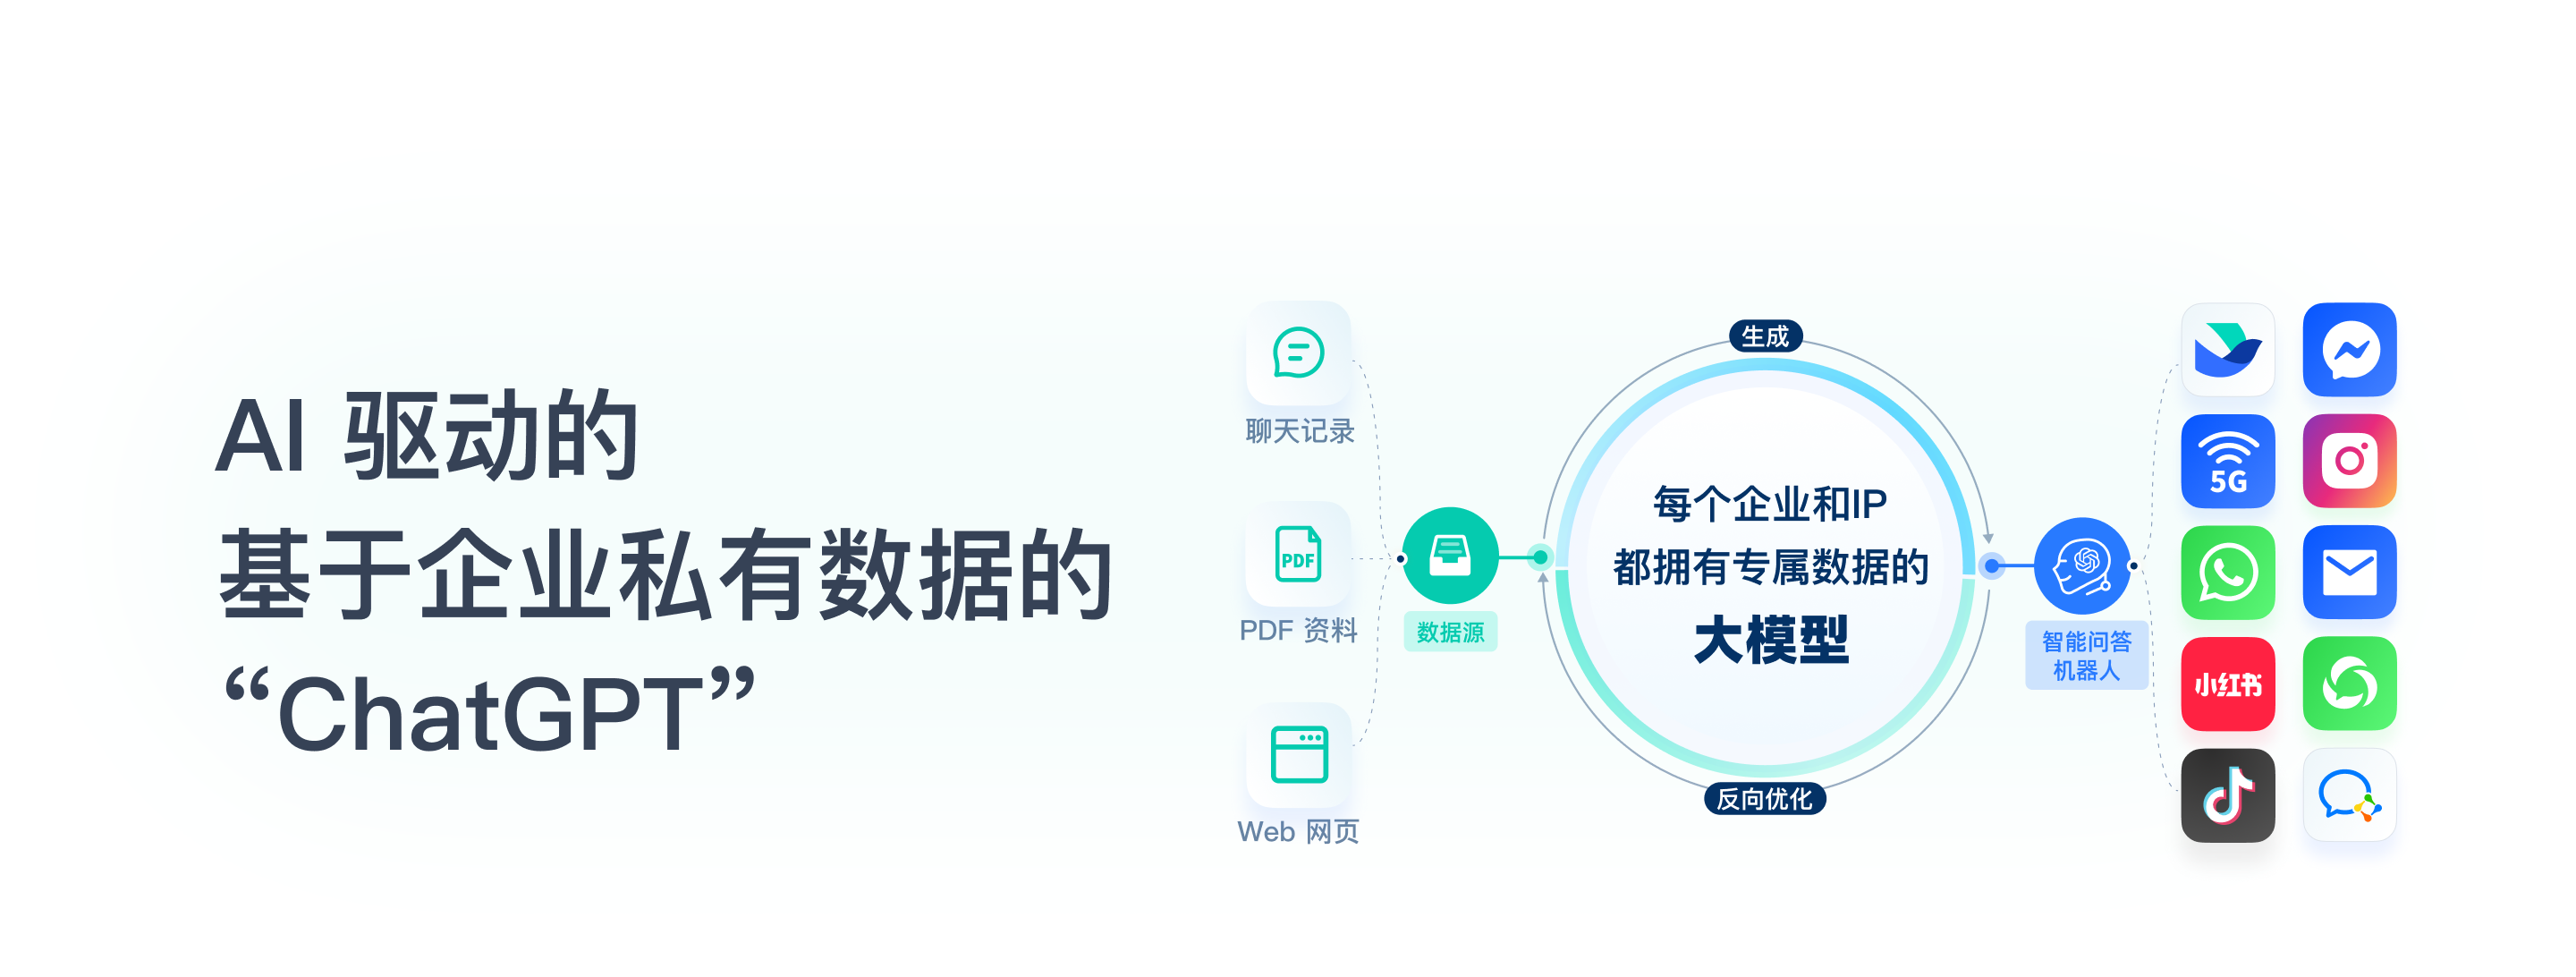 AI 驱动的
基于企业私有数据的
“ChatGPT”
聊天记录
PDF
PDF 资料
Web 网页
数据源
生成
每个企业和IP
都拥有专属数据的
大模型
反向优化
智能问答
机器人
5G
小红书